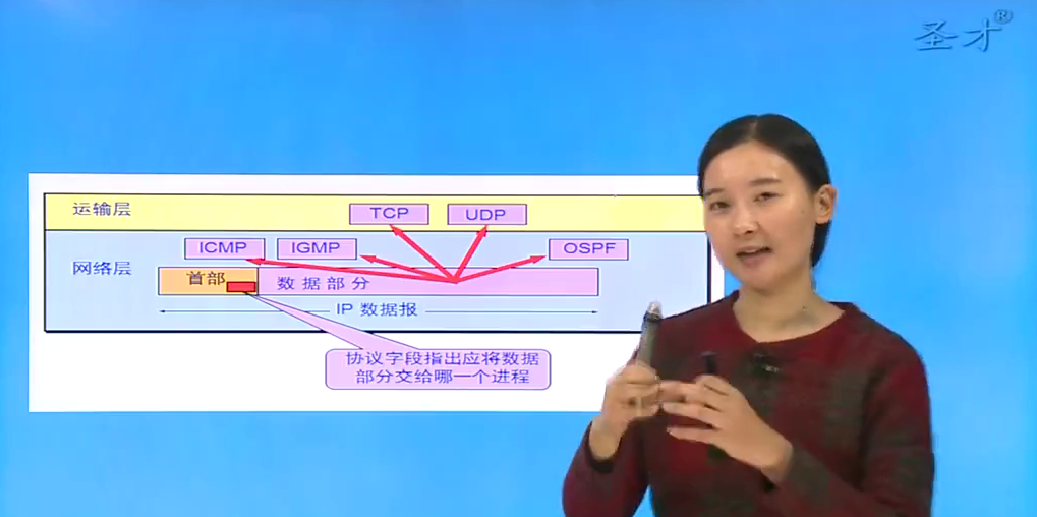 圣才®
运输层
TCP UDP
ICMP IGMP OSPF
网络层
首部 数据部分
IP 数据报
协议字段指出应将数据
部分交给哪一个进程